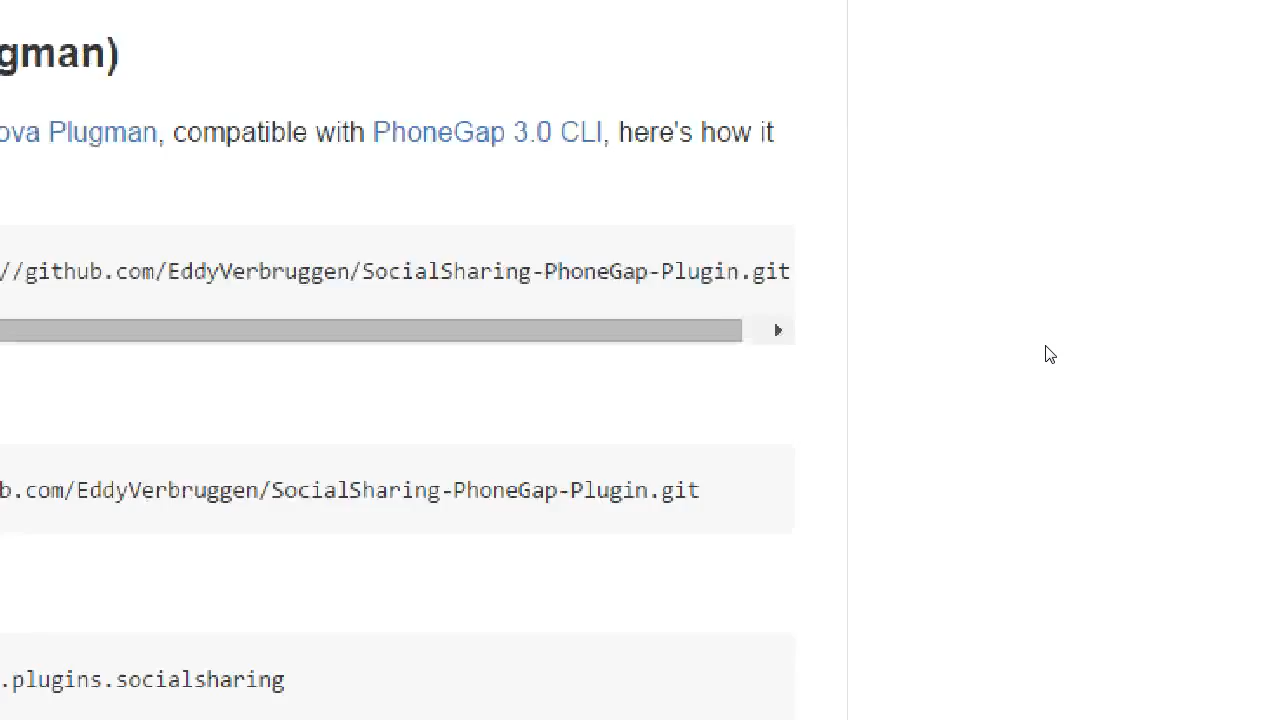 gman)
ova Plugman, compatible with PhoneGap 3.0 CLI, here's how it
//github.com/EddyVerbruggen/SocialSharing-PhoneGap-Plugin.git
b.com/EddyVerbruggen/SocialSharing-PhoneGap-Plugin.git
.plugins.socialsharing